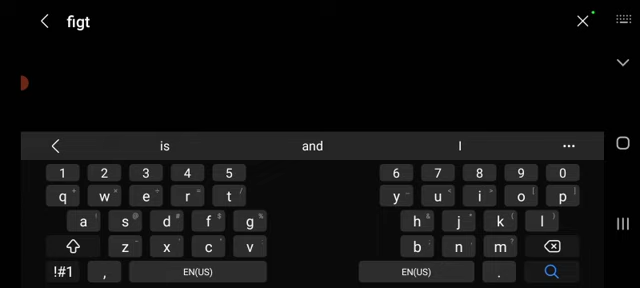 figt
is and I
1 2 3 4 5 6 7 8 9 0
q w e r t y u i o p
a s d f g h j k l
z x c v b n m
!#1 , EN(US) EN(US) .